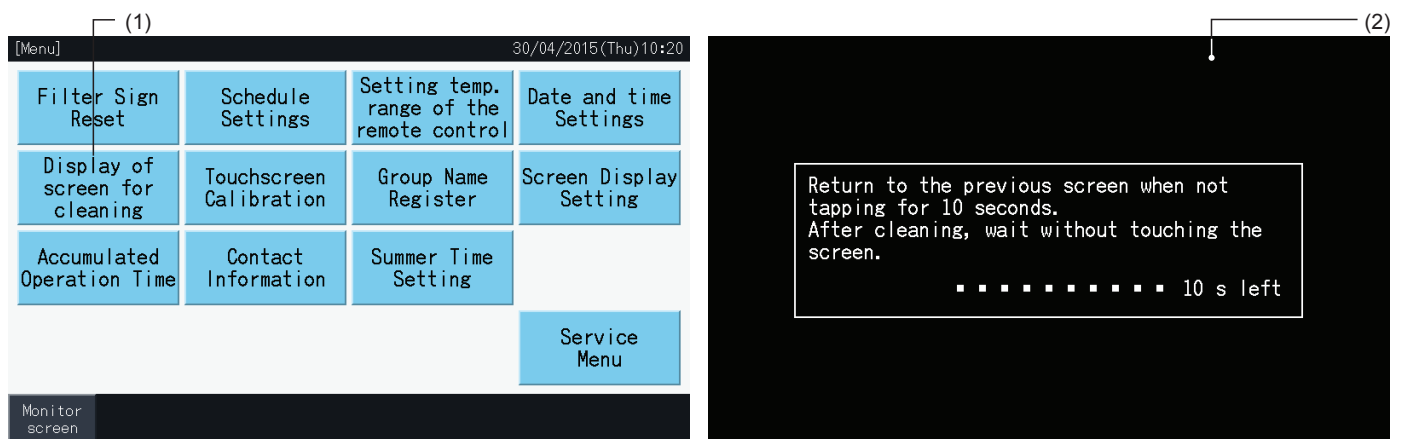 (1)
(2)
[Menu]
30/04/2015(Thu)10:20
Filter Sign
Reset
Schedule
Settings
Setting temp.
range of the
remote control
Date and time
Settings
Display of
screen for
cleaning
Touchscreen
Calibration
Group Name
Register
Screen Display
Setting
Accumulated
Operation Time
Contact
Information
Summer Time
Setting
Service
Menu
Monitor
screen
Return to the previous screen when not
tapping for 10 seconds.
After cleaning, wait without touching the
screen.
10 s left